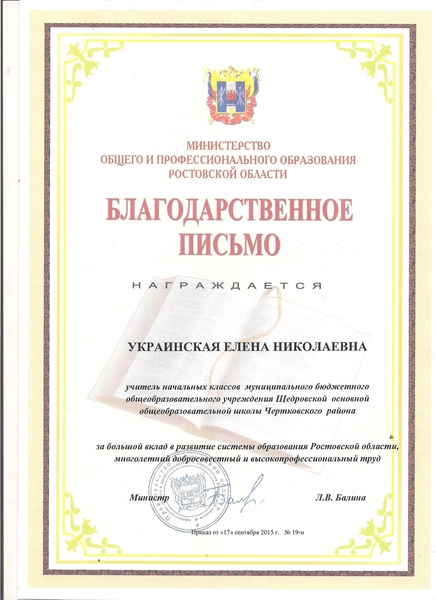 МИНИСТЕРСТВО
ОБЩЕГО И ПРОФЕССИОНАЛЬНОГО ОБРАЗОВАНИЯ
РОСТОВСКОЙ ОБЛАСТИ
БЛАГОДАРСТВЕННОЕ
ПИСЬМО
НАГРАЖДАЕТСЯ
УКРАИНСКАЯ ЕЛЕНА НИКОЛАЕВНА
учитель начальных классов муниципального бюджетного
общеобразовательного учреждения Щедровской основной
общеобразовательной школы Чертковского района
за большой вклад в развитие системы образования Ростовской области,
многолетний добросовестный и высокопрофессиональный труд
Министр Л.В. Балина
Приказ от «17» сентября 2015 г. № 19-н